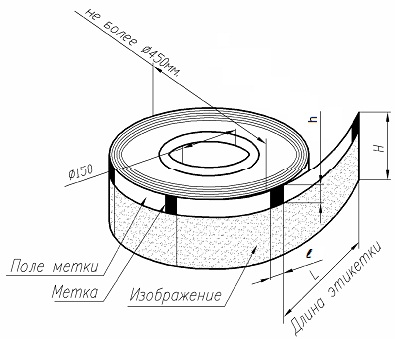 не более ø450мм.
h
H
ø150
Поле метки
Метка
Изображение
ℓ
L
Длина этикетки